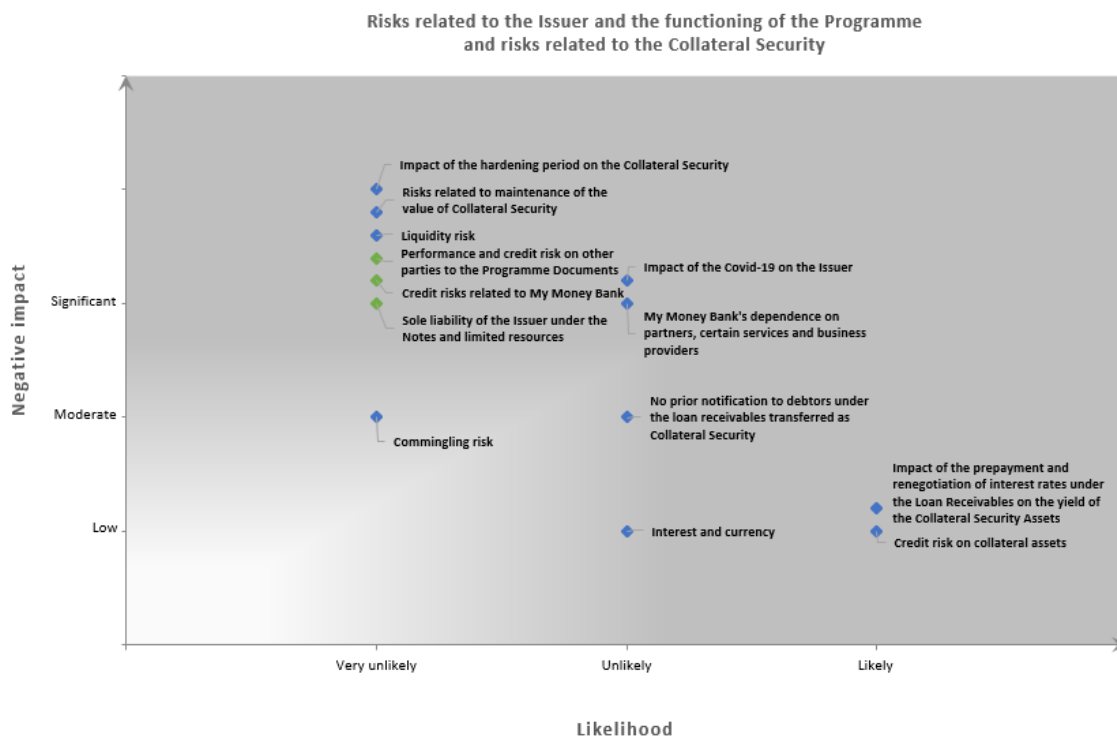 Risks related to the Issuer and the functioning of the Programme
and risks related to the Collateral Security
Impact of the hardening period on the Collateral Security
Risks related to maintenance of the
value of Collateral Security
Liquidity risk
Performance and credit risk on other
parties to the Programme Documents
Credit risks related to My Money Bank
Sole liability of the Issuer under the
Notes and limited resources
Impact of the Covid-19 on the Issuer
My Money Bank's dependence on
partners, certain services and business
providers
Commingling risk
No prior notification to debtors under
the loan receivables transferred as
Collateral Security
Impact of the prepayment and
renegotiation of interest rates under
the Loan Receivables on the yield of
the Collateral Security Assets
Interest and currency
Credit risk on collateral assets
Negative impact
Significant
Moderate
Low
Very unlikely
Unlikely
Likely
Likelihood